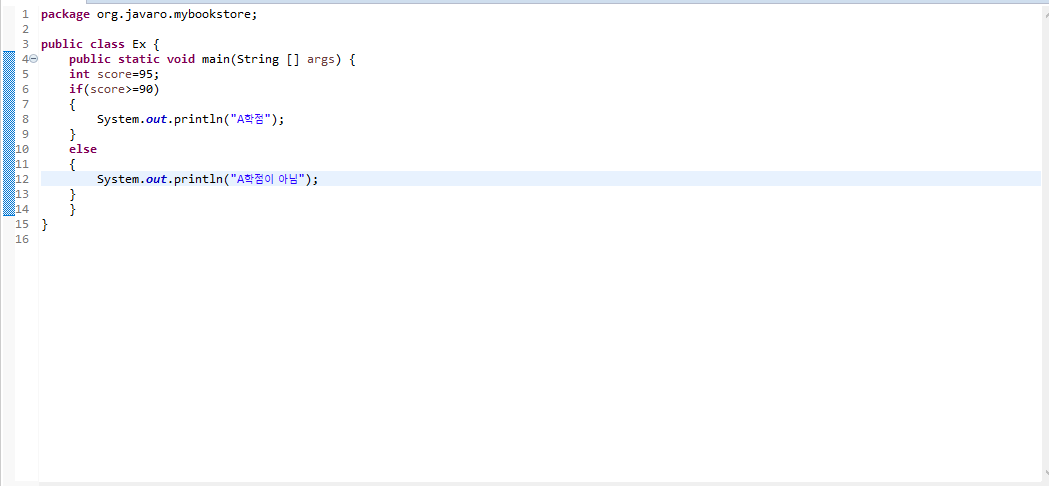 1 package org.javaro.mybookstore;
2
3 public class Ex {
4 public static void main(String [] args) {
5 int score=95;
6 if(score>=90)
7 {
8 System.out.println("A학점");
9 }
10 else
11 {
12 System.out.println("A학점이 아님");
13 }
14 }
15 }
16